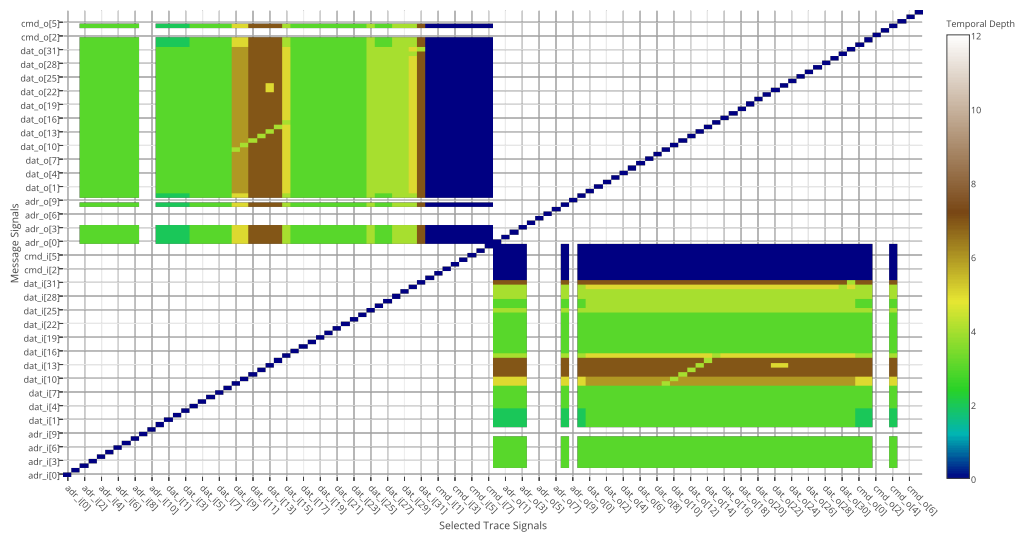 Temporal Depth
12
10
8
6
4
2
0
Message Signals
cmd_o[5]
cmd_o[2]
dat_o[31]
dat_o[28]
dat_o[25]
dat_o[22]
dat_o[19]
dat_o[16]
dat_o[13]
dat_o[10]
dat_o[7]
dat_o[4]
dat_o[1]
adr_o[9]
adr_o[6]
adr_o[3]
adr_o[0]
cmd_i[5]
cmd_i[2]
dat_i[31]
dat_i[28]
dat_i[25]
dat_i[22]
dat_i[19]
dat_i[16]
dat_i[13]
dat_i[10]
dat_i[7]
dat_i[4]
dat_i[1]
adr_i[9]
adr_i[6]
adr_i[3]
adr_i[0]
adr_i[0]
adr_i[2]
adr_i[4]
adr_i[6]
adr_i[8]
adr_i[10]
dat_i[1]
dat_i[3]
dat_i[5]
dat_i[7]
dat_i[9]
dat_i[11]
dat_i[13]
dat_i[15]
dat_i[17]
dat_i[19]
dat_i[21]
dat_i[23]
dat_i[25]
dat_i[27]
dat_i[29]
dat_i[31]
cmd_i[1]
cmd_i[3]
cmd_i[5]
cmd_i[7]
adr_o[1]
adr_o[3]
adr_o[5]
adr_o[7]
adr_o[9]
dat_o[0]
dat_o[2]
dat_o[4]
dat_o[6]
dat_o[8]
dat_o[10]
dat_o[12]
dat_o[14]
dat_o[16]
dat_o[18]
dat_o[20]
dat_o[22]
dat_o[24]
dat_o[26]
dat_o[28]
dat_o[30]
cmd_o[0]
cmd_o[2]
cmd_o[4]
cmd_o[6]
Selected Trace Signals